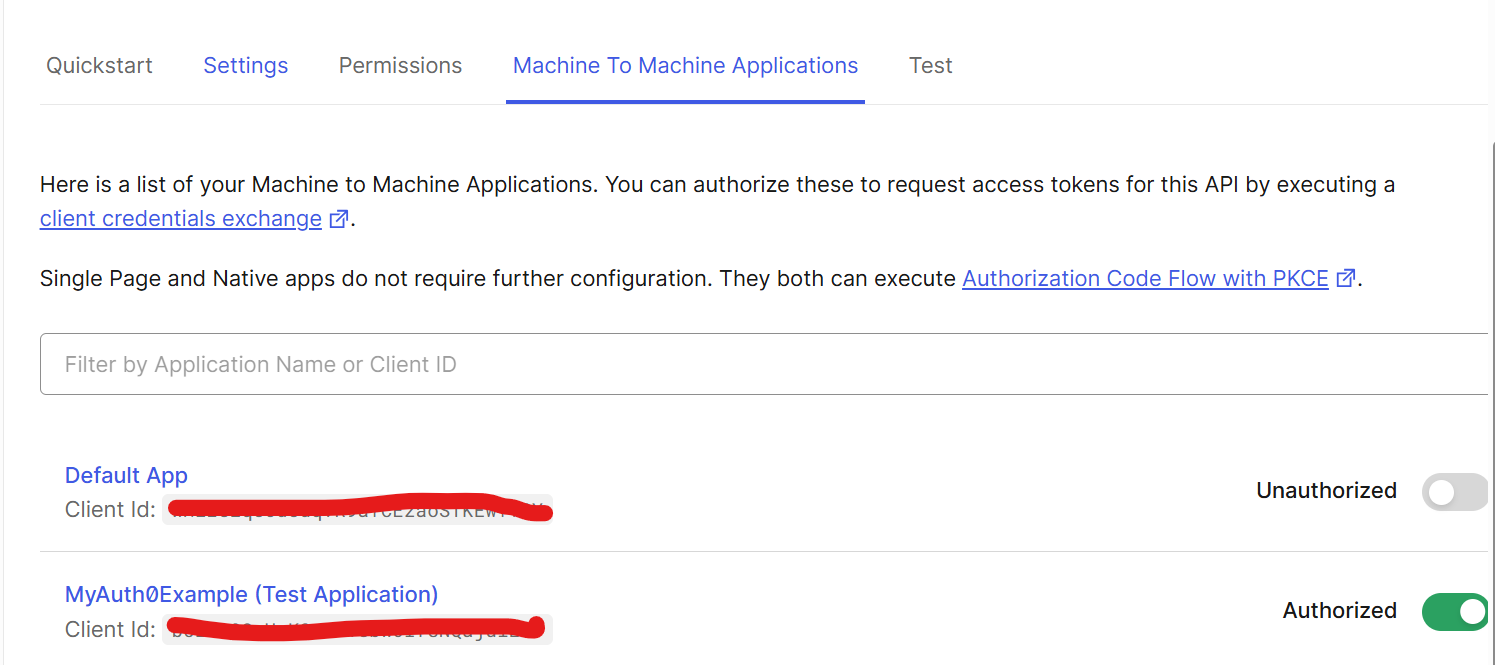 Quickstart Settings Permissions Machine To Machine Applications Test
Here is a list of your Machine to Machine Applications. You can authorize these to request access tokens for this API by executing a
client credentials exchange.
Single Page and Native apps do not require further configuration. They both can execute Authorization Code Flow with PKCE.
Filter by Application Name or Client ID
Default App
Client Id:
Unauthorized
MyAuth0Example (Test Application)
Client Id:
Authorized